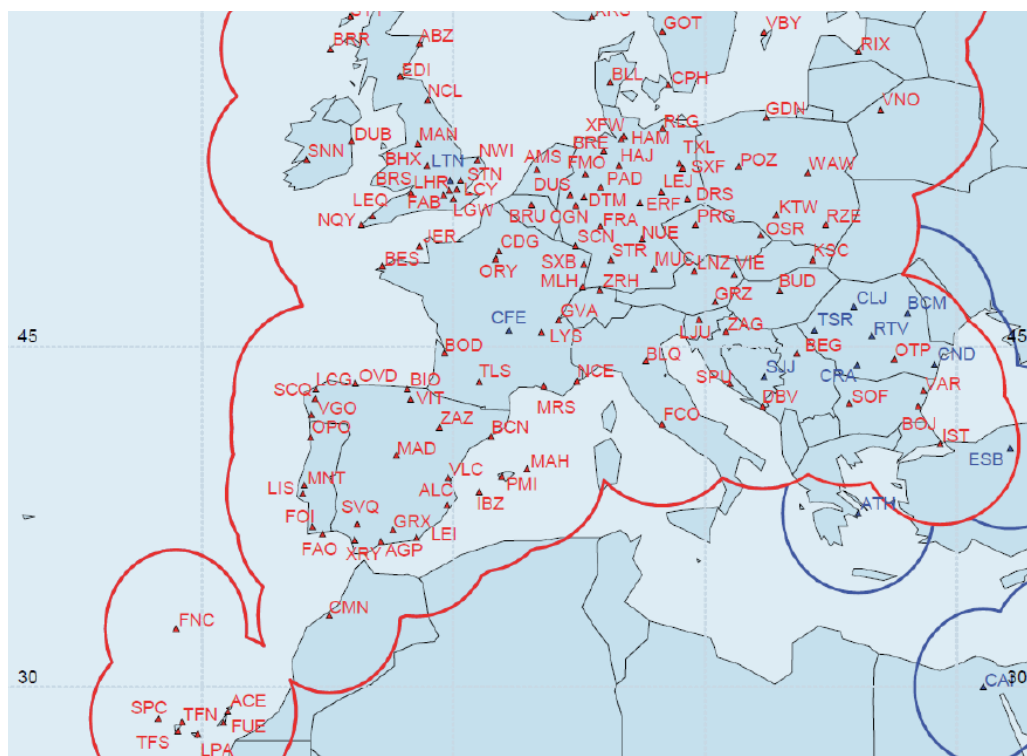 GOT
VBY
BRR
ABZ
RIX
EDI
BLL
CPH
NCL
VNO
GDN
DUB
MAN
XFW
RLG
BRE
HAM
SNN
BHX
LTN
NWI
AMS
FMO
HAJ
TXL
SXF
POZ
WAW
BRS
LHR
STN
LCY
DUS
PAD
LEJ
DRS
LEQ
FAB
LGW
DTM
ERF
KTW
NQY
BRU
CGN
FRA
PRG
RZE
OSR
JER
CDG
SCN
NUE
BES
ORY
SXB
STR
MUC
LNZ
VIE
KSC
MLH
ZRH
BUD
GRZ
CLJ
BCM
GVA
CFE
LJU
ZAG
TSR
RTV
45
LYS
BEG
OTP
45
BOD
BLQ
CND
SJJ
CRA
LCG
OVD
BIO
TLS
NCE
SPU
VAR
SCQ
VIT
MRS
DBV
SOF
VGO
BOJ
OPO
ZAZ
BCN
FCO
IST
MAD
ESB
MNT
VLC
MAH
LIS
ALC
PMI
IBZ
FOI
SVQ
GRX
LEI
ATH
FAO
XRY
AGP
FNC
CMN
30
30
CAI
SPC
TFN
ACE
FUE
TFS
LPA